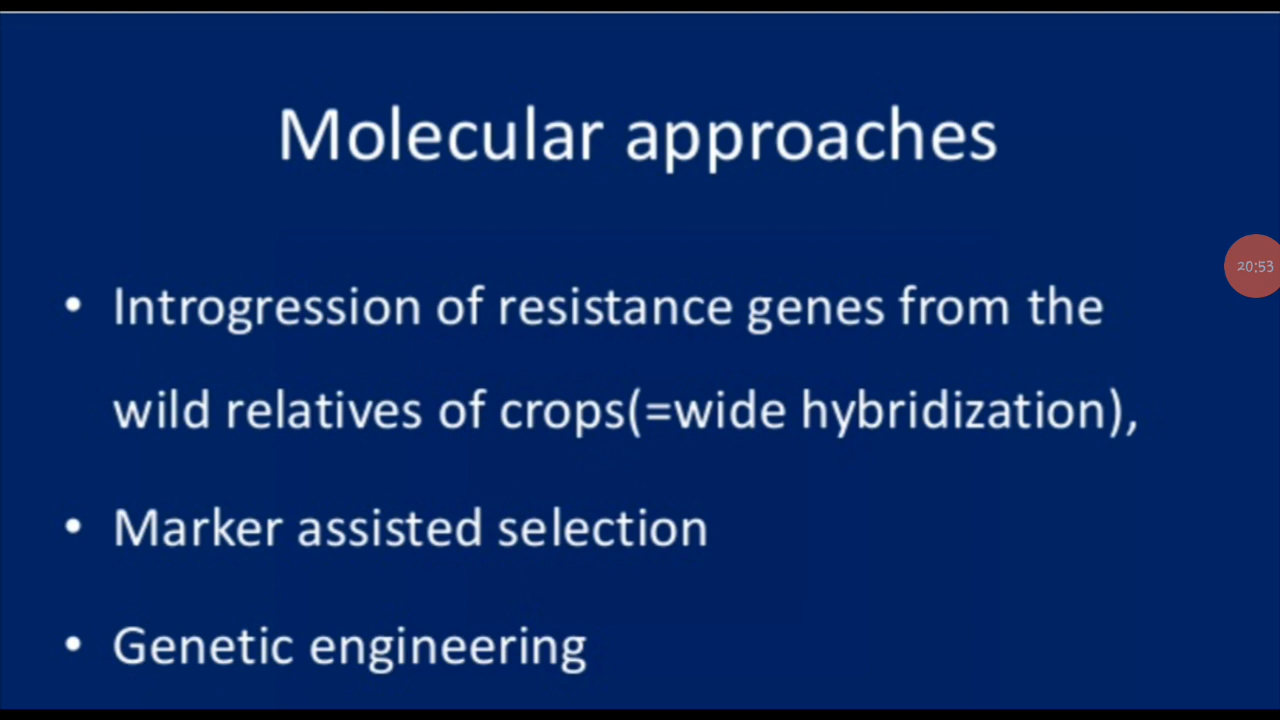 Molecular approaches
• Introgression of resistance genes from the
wild relatives of crops(=wide hybridization),
• Marker assisted selection
• Genetic engineering
20:53